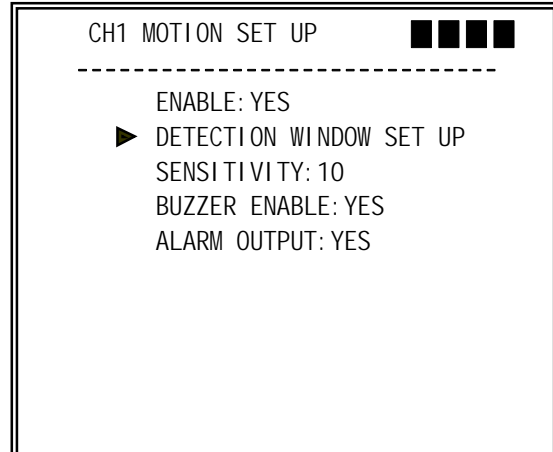 CH1 MOTION SET UP
ENABLE:YES
DETECTION WINDOW SET UP
SENSITIVITY:10
BUZZER ENABLE:YES
ALARM OUTPUT:YES